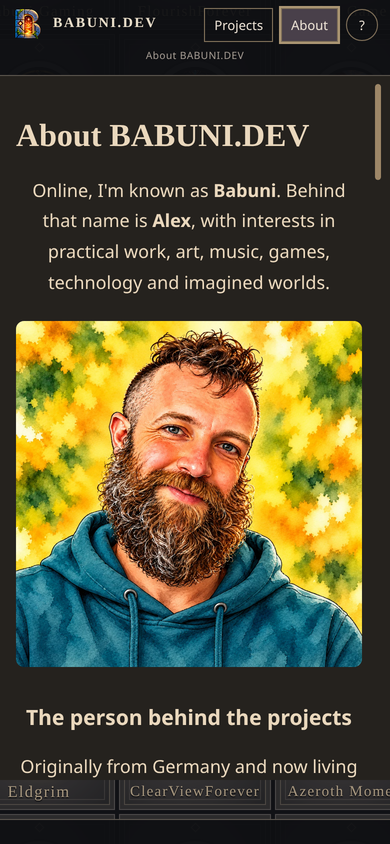 BABUNI.DEV
Projects
About
?
About BABUNI.DEV
About BABUNI.DEV
Online, I'm known as Babuni. Behind
that name is Alex, with interests in
practical work, art, music, games,
technology and imagined worlds.
The person behind the projects
Originally from Germany and now living
Eldgrim
ClearViewForever
Azeroth Mome